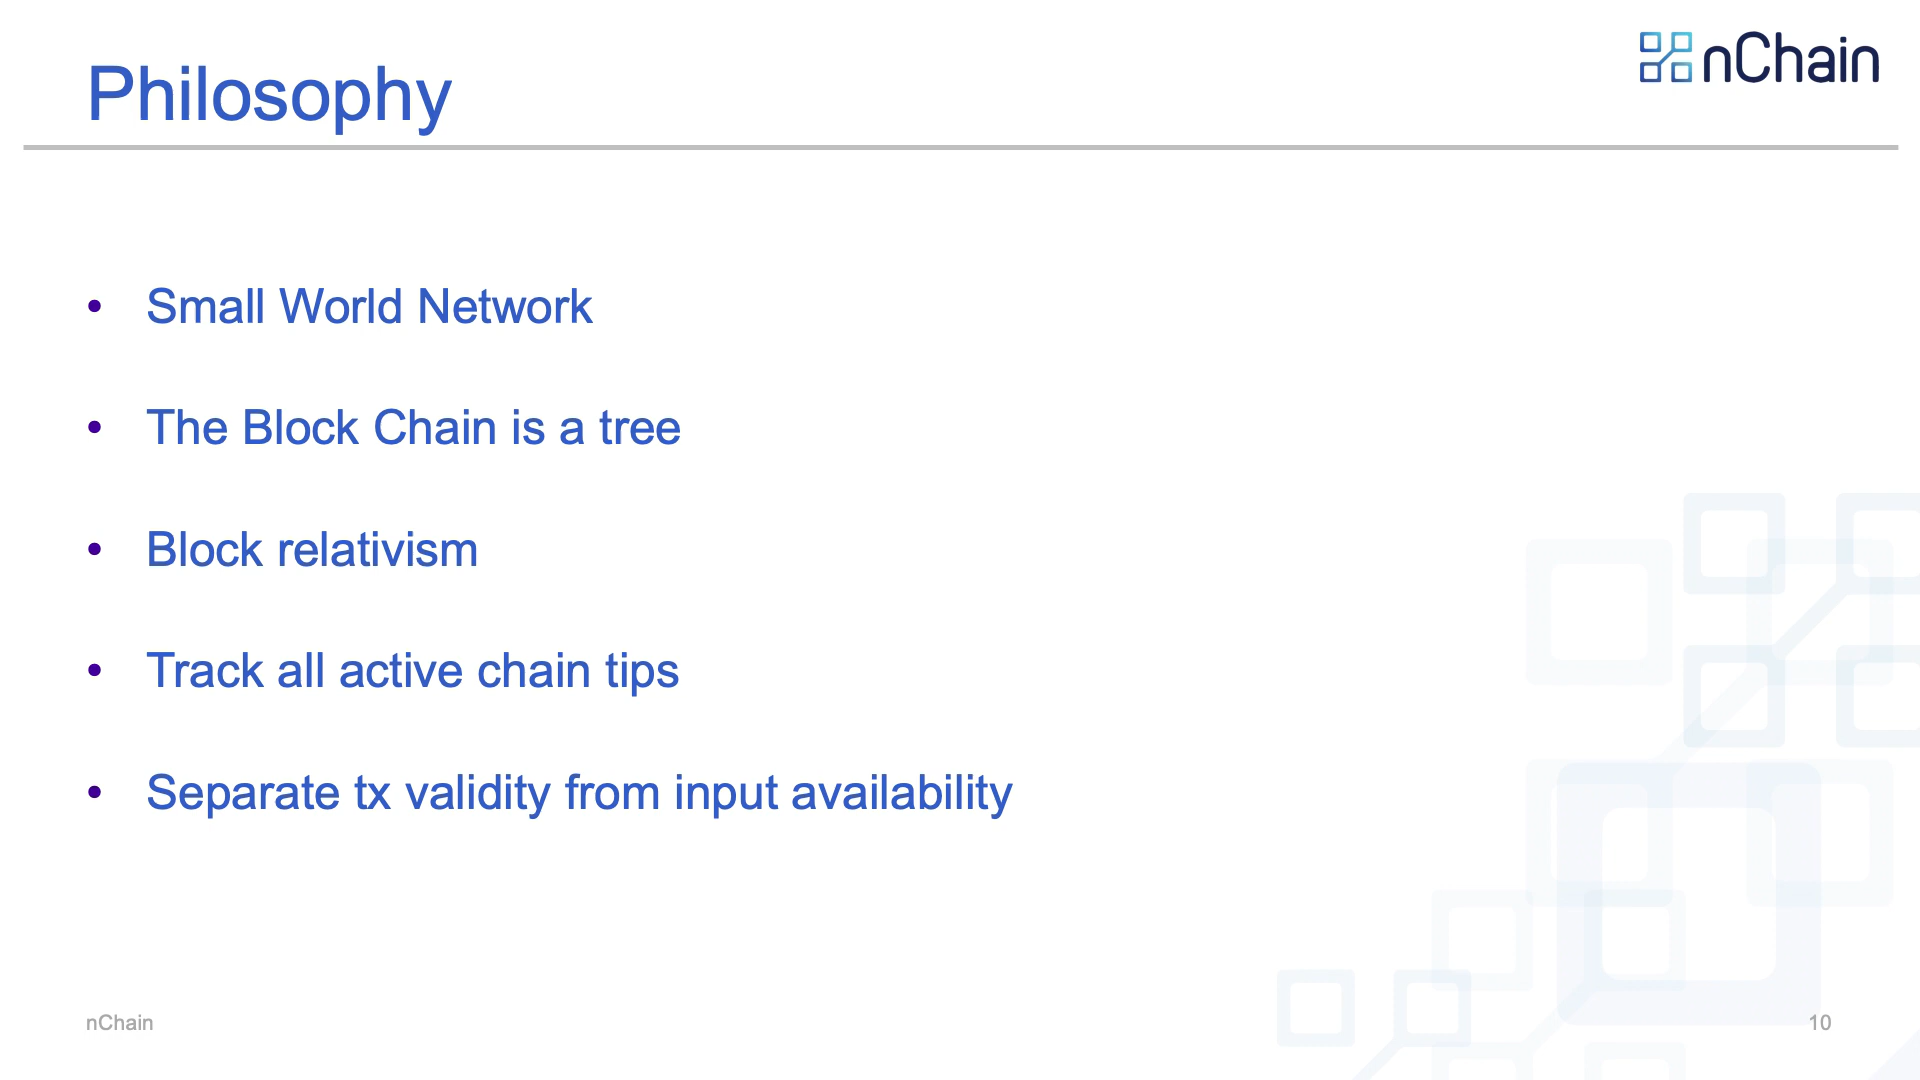 Philosophy
nChain
• Small World Network
• The Block Chain is a tree
• Block relativism
• Track all active chain tips
• Separate tx validity from input availability
nChain
10